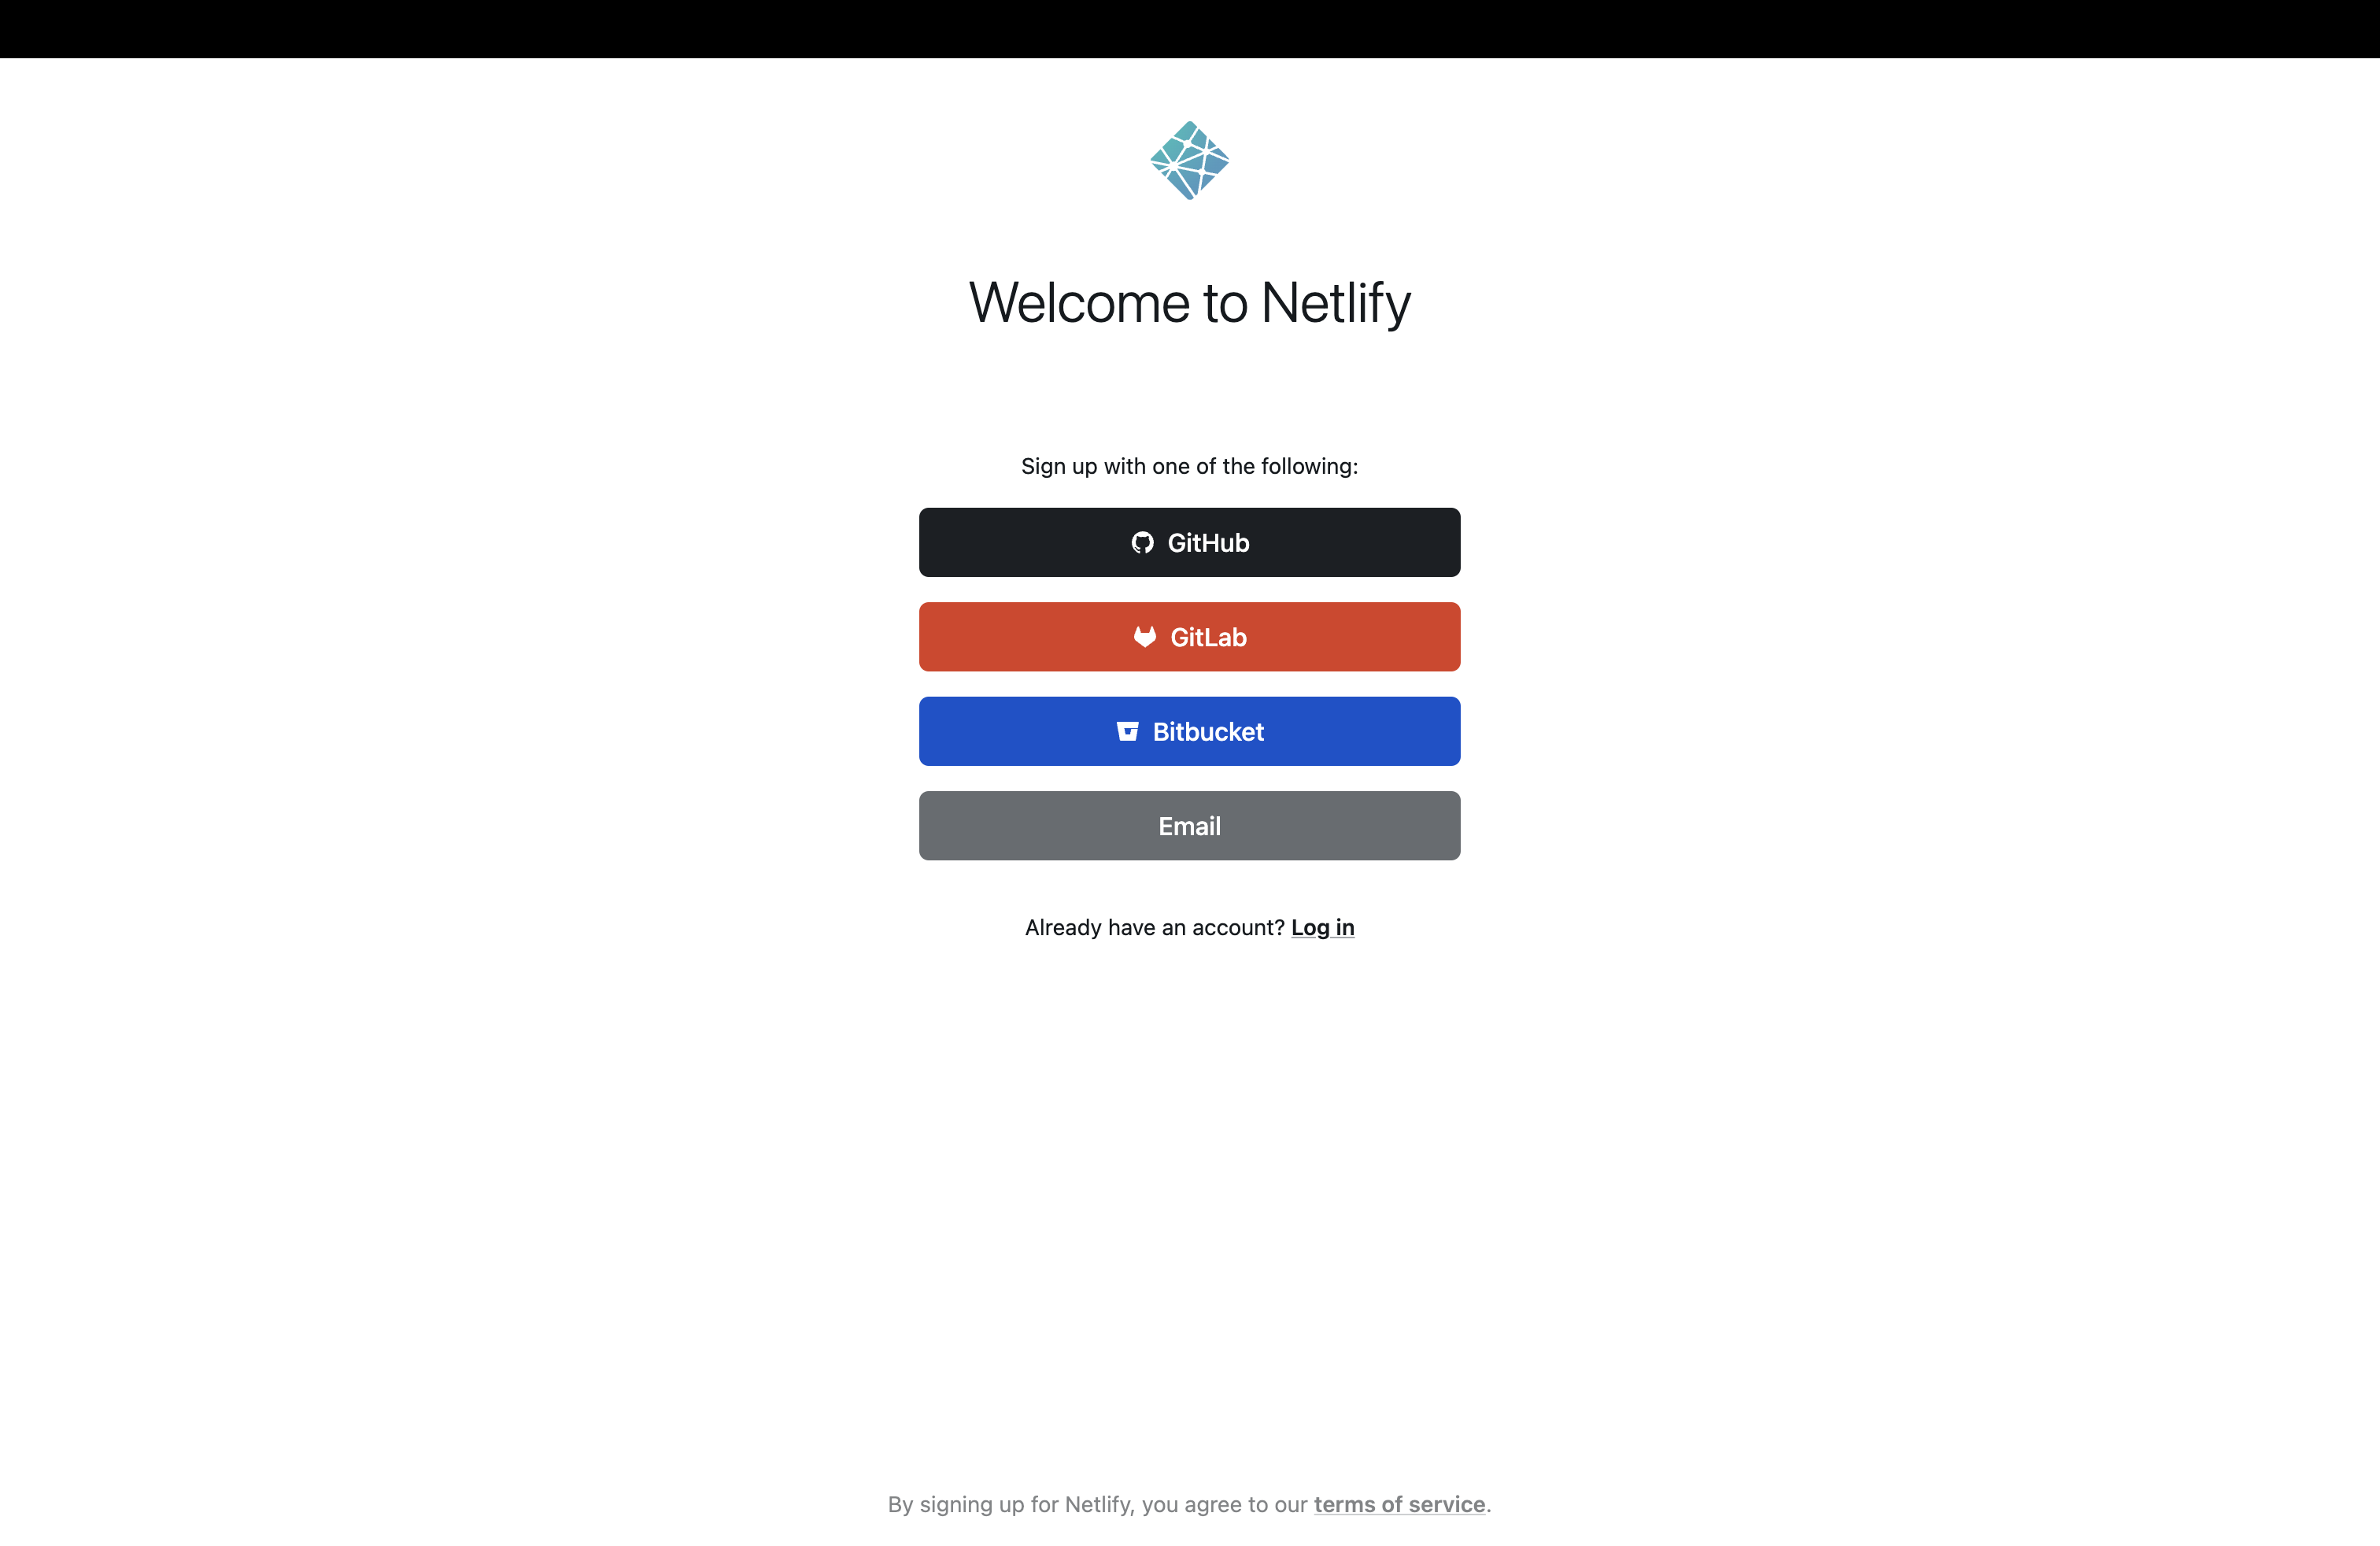 Welcome to Netlify
Sign up with one of the following:
GitHub
GitLab
Bitbucket
Email
Already have an account? Log in
By signing up for Netlify, you agree to our terms of service.